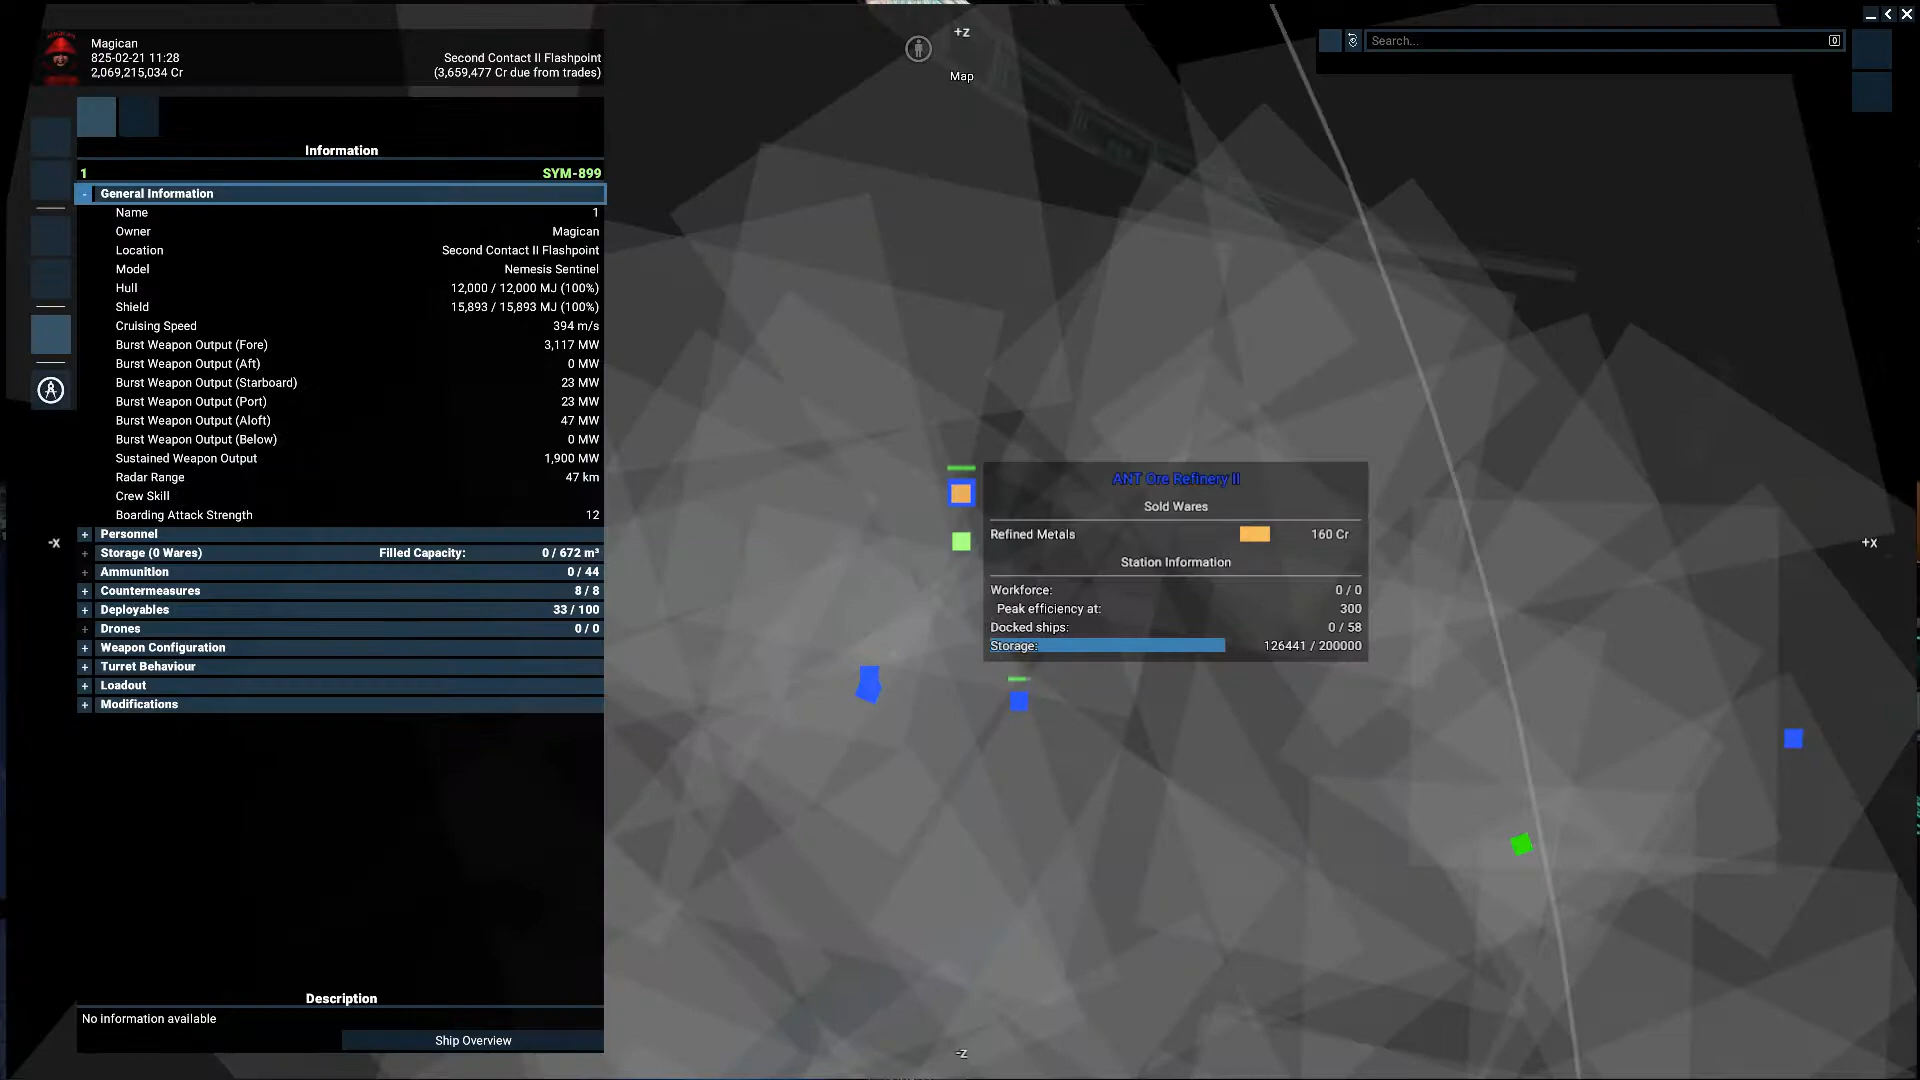 Magican
825-02-21 11:28
2,069,215,034 Cr
Second Contact II Flashpoint
(3,659,477 Cr due from trades)
+z
Map
Search...
Information
1 SYM-899
- General Information
Name 1
Owner Magican
Location Second Contact II Flashpoint
Model Nemesis Sentinel
Hull 12,000 / 12,000 MJ (100%)
Shield 15,893 / 15,893 MJ (100%)
Cruising Speed 394 m/s
Burst Weapon Output (Fore) 3,117 MW
Burst Weapon Output (Aft) 0 MW
Burst Weapon Output (Starboard) 23 MW
Burst Weapon Output (Port) 23 MW
Burst Weapon Output (Aloft) 47 MW
Burst Weapon Output (Below) 0 MW
Sustained Weapon Output 1,900 MW
Radar Range 47 km
Crew Skill
Boarding Attack Strength 12
+ Personnel
+ Storage (0 Wares) Filled Capacity: 0 / 672 m³
+ Ammunition 0 / 44
+ Countermeasures 8 / 8
+ Deployables 33 / 100
+ Drones 0 / 0
+ Weapon Configuration
+ Turret Behaviour
+ Loadout
+ Modifications
Description
No information available
Ship Overview
-x
ANT Ore Refinery II
Sold Wares
Refined Metals 160 Cr
Station Information
Workforce: 0 / 0
Peak efficiency at: 300
Docked ships: 0 / 58
Storage: 126441 / 200000
+x
-z